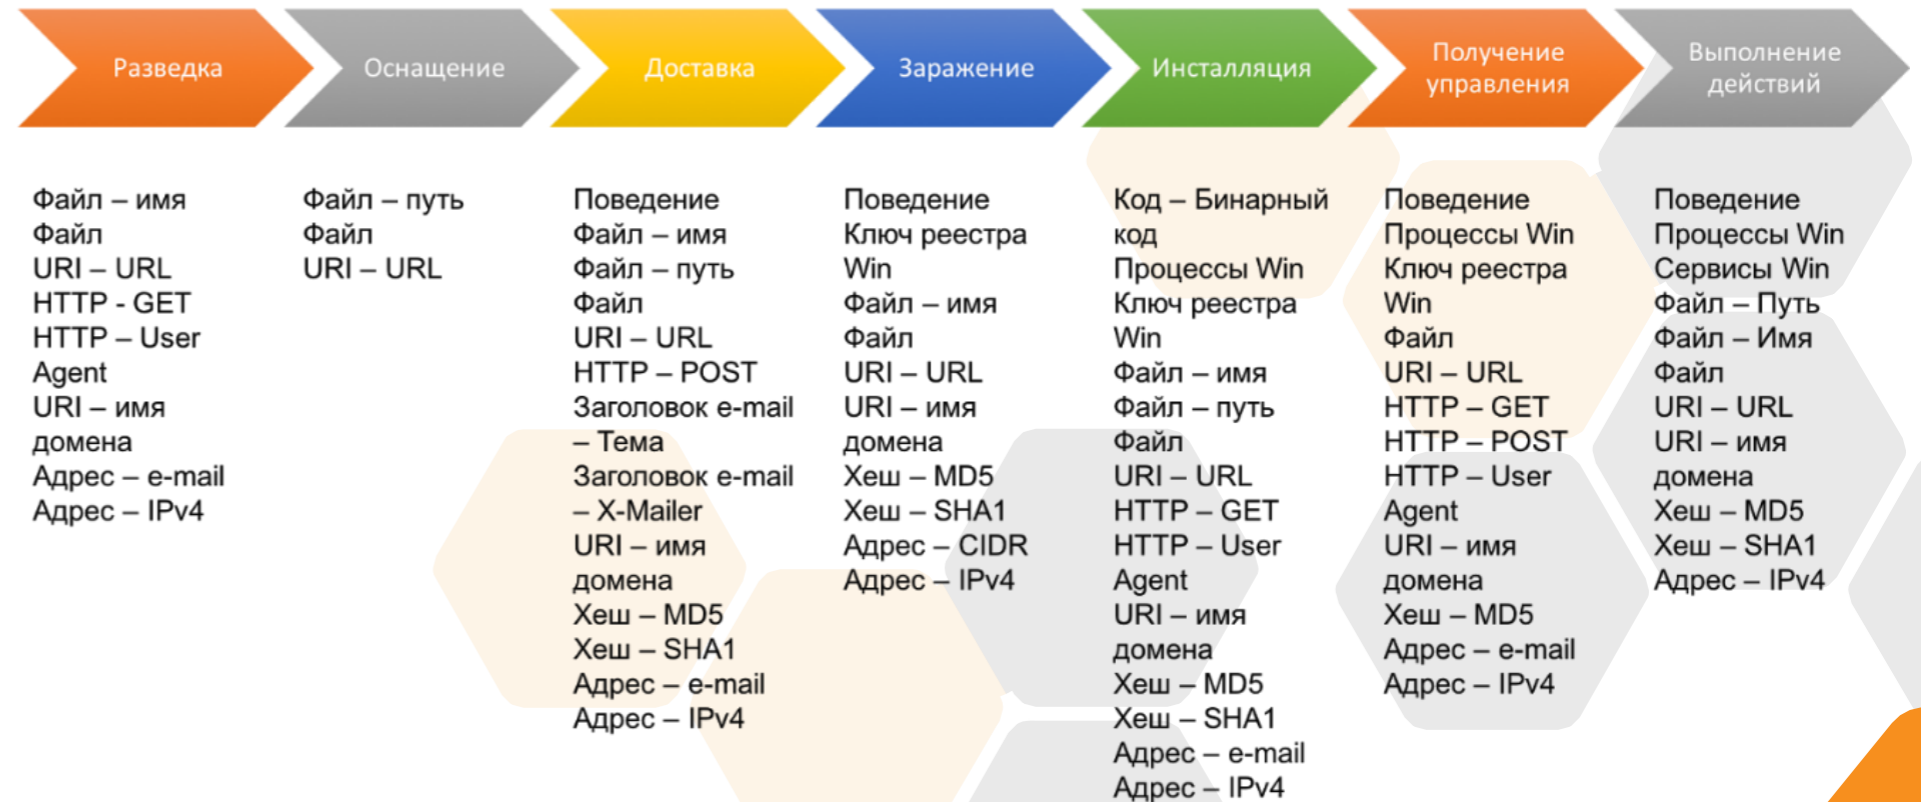 Разведка
Оснащение
Доставка
Заражение
Инсталляция
Получение
управления
Выполнение
действий
Файл – имя
Файл
URI – URL
HTTP - GET
HTTP – User
Agent
URI – имя
домена
Адрес – e-mail
Адрес – IPv4
Файл – путь
Файл
URI – URL
Поведение
Файл – имя
Файл – путь
Файл
URI – URL
HTTP – POST
Заголовок e-mail
– Тема
Заголовок e-mail
– X-Mailer
URI – имя
домена
Хеш – MD5
Хеш – SHA1
Адрес – e-mail
Адрес – IPv4
Поведение
Ключ реестра
Win
Файл – имя
Файл
URI – URL
URI – имя
домена
Хеш – MD5
Хеш – SHA1
Адрес – CIDR
Адрес – IPv4
Код – Бинарный
код
Процессы Win
Ключ реестра
Win
Файл – имя
Файл – путь
Файл
URI – URL
HTTP – GET
HTTP – User
Agent
URI – имя
домена
Хеш – MD5
Хеш – SHA1
Адрес – e-mail
Адрес – IPv4
Поведение
Процессы Win
Ключ реестра
Win
Файл
URI – URL
HTTP – GET
HTTP – POST
HTTP – User
Agent
URI – имя
домена
Хеш – MD5
Адрес – e-mail
Адрес – IPv4
Поведение
Процессы Win
Сервисы Win
Файл – Путь
Файл – Имя
Файл
URI – URL
URI – имя
домена
Хеш – MD5
Хеш – SHA1
Адрес – IPv4